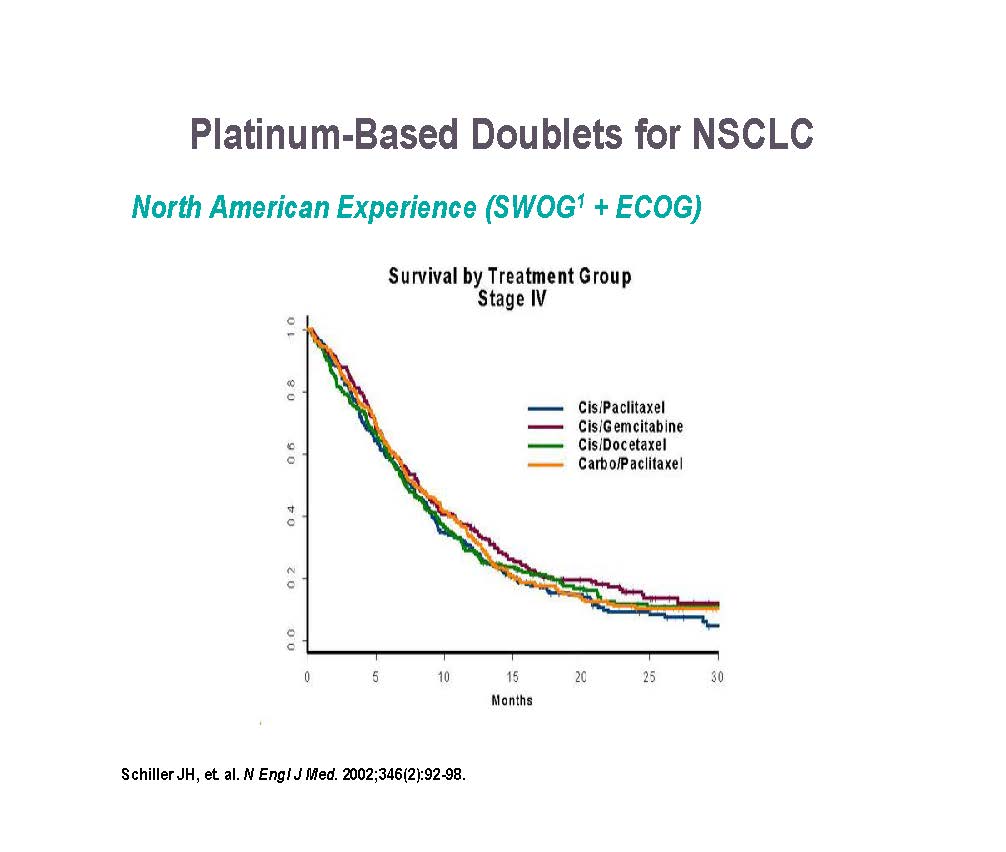 Platinum-Based Doublets for NSCLC
North American Experience (SWOG¹ + ECOG)
Survival by Treatment Group
Stage IV
1.0
0.8
0.6
0.4
0.2
0.0
Cis/Paclitaxel
Cis/Gemcitabine
Cis/Docetaxel
Carbo/Paclitaxel
0 5 10 15 20 25 30
Months
Schiller JH, et. al. N Engl J Med. 2002;346(2):92-98.